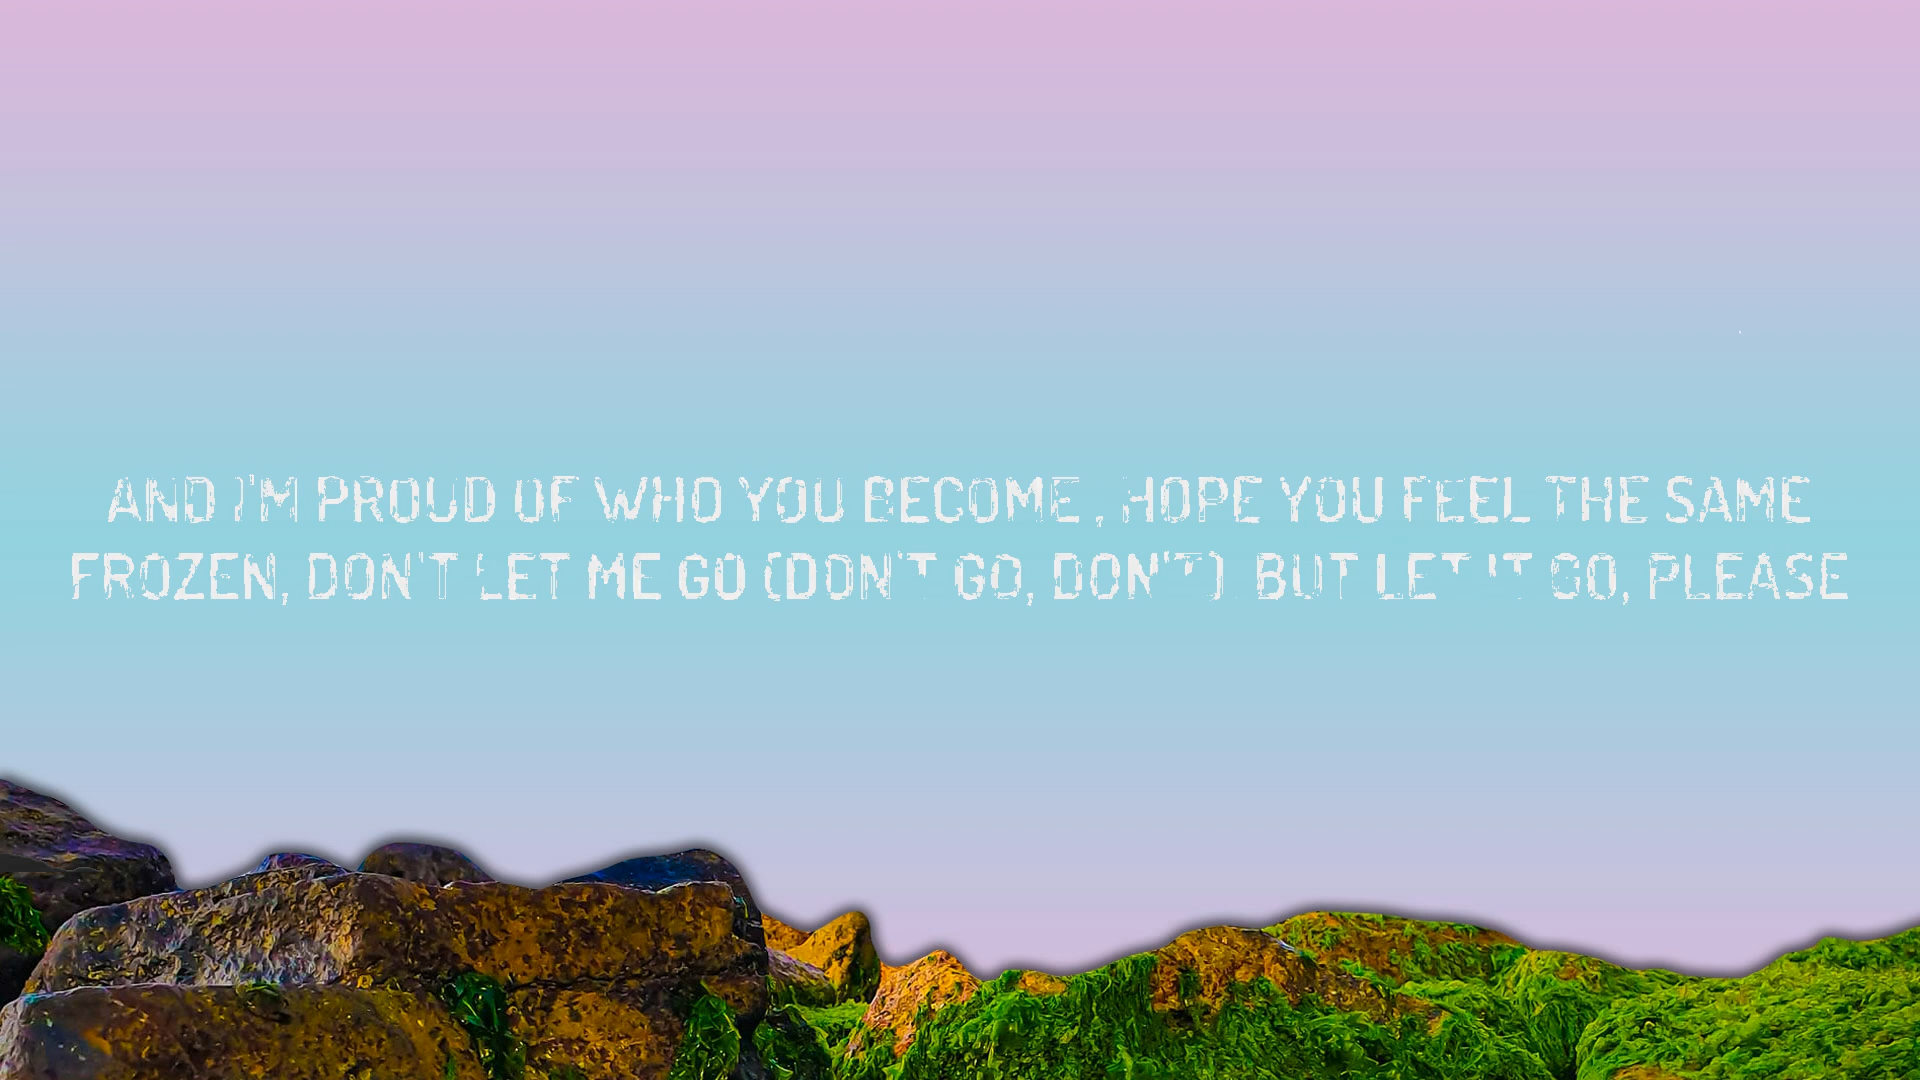 AND I'M PROUD OF WHO YOU BECOME , HOPE YOU FEEL THE SAME
FROZEN, DON'T LET ME GO (DON'T GO, DON'T) BUT LET IT GO, PLEASE